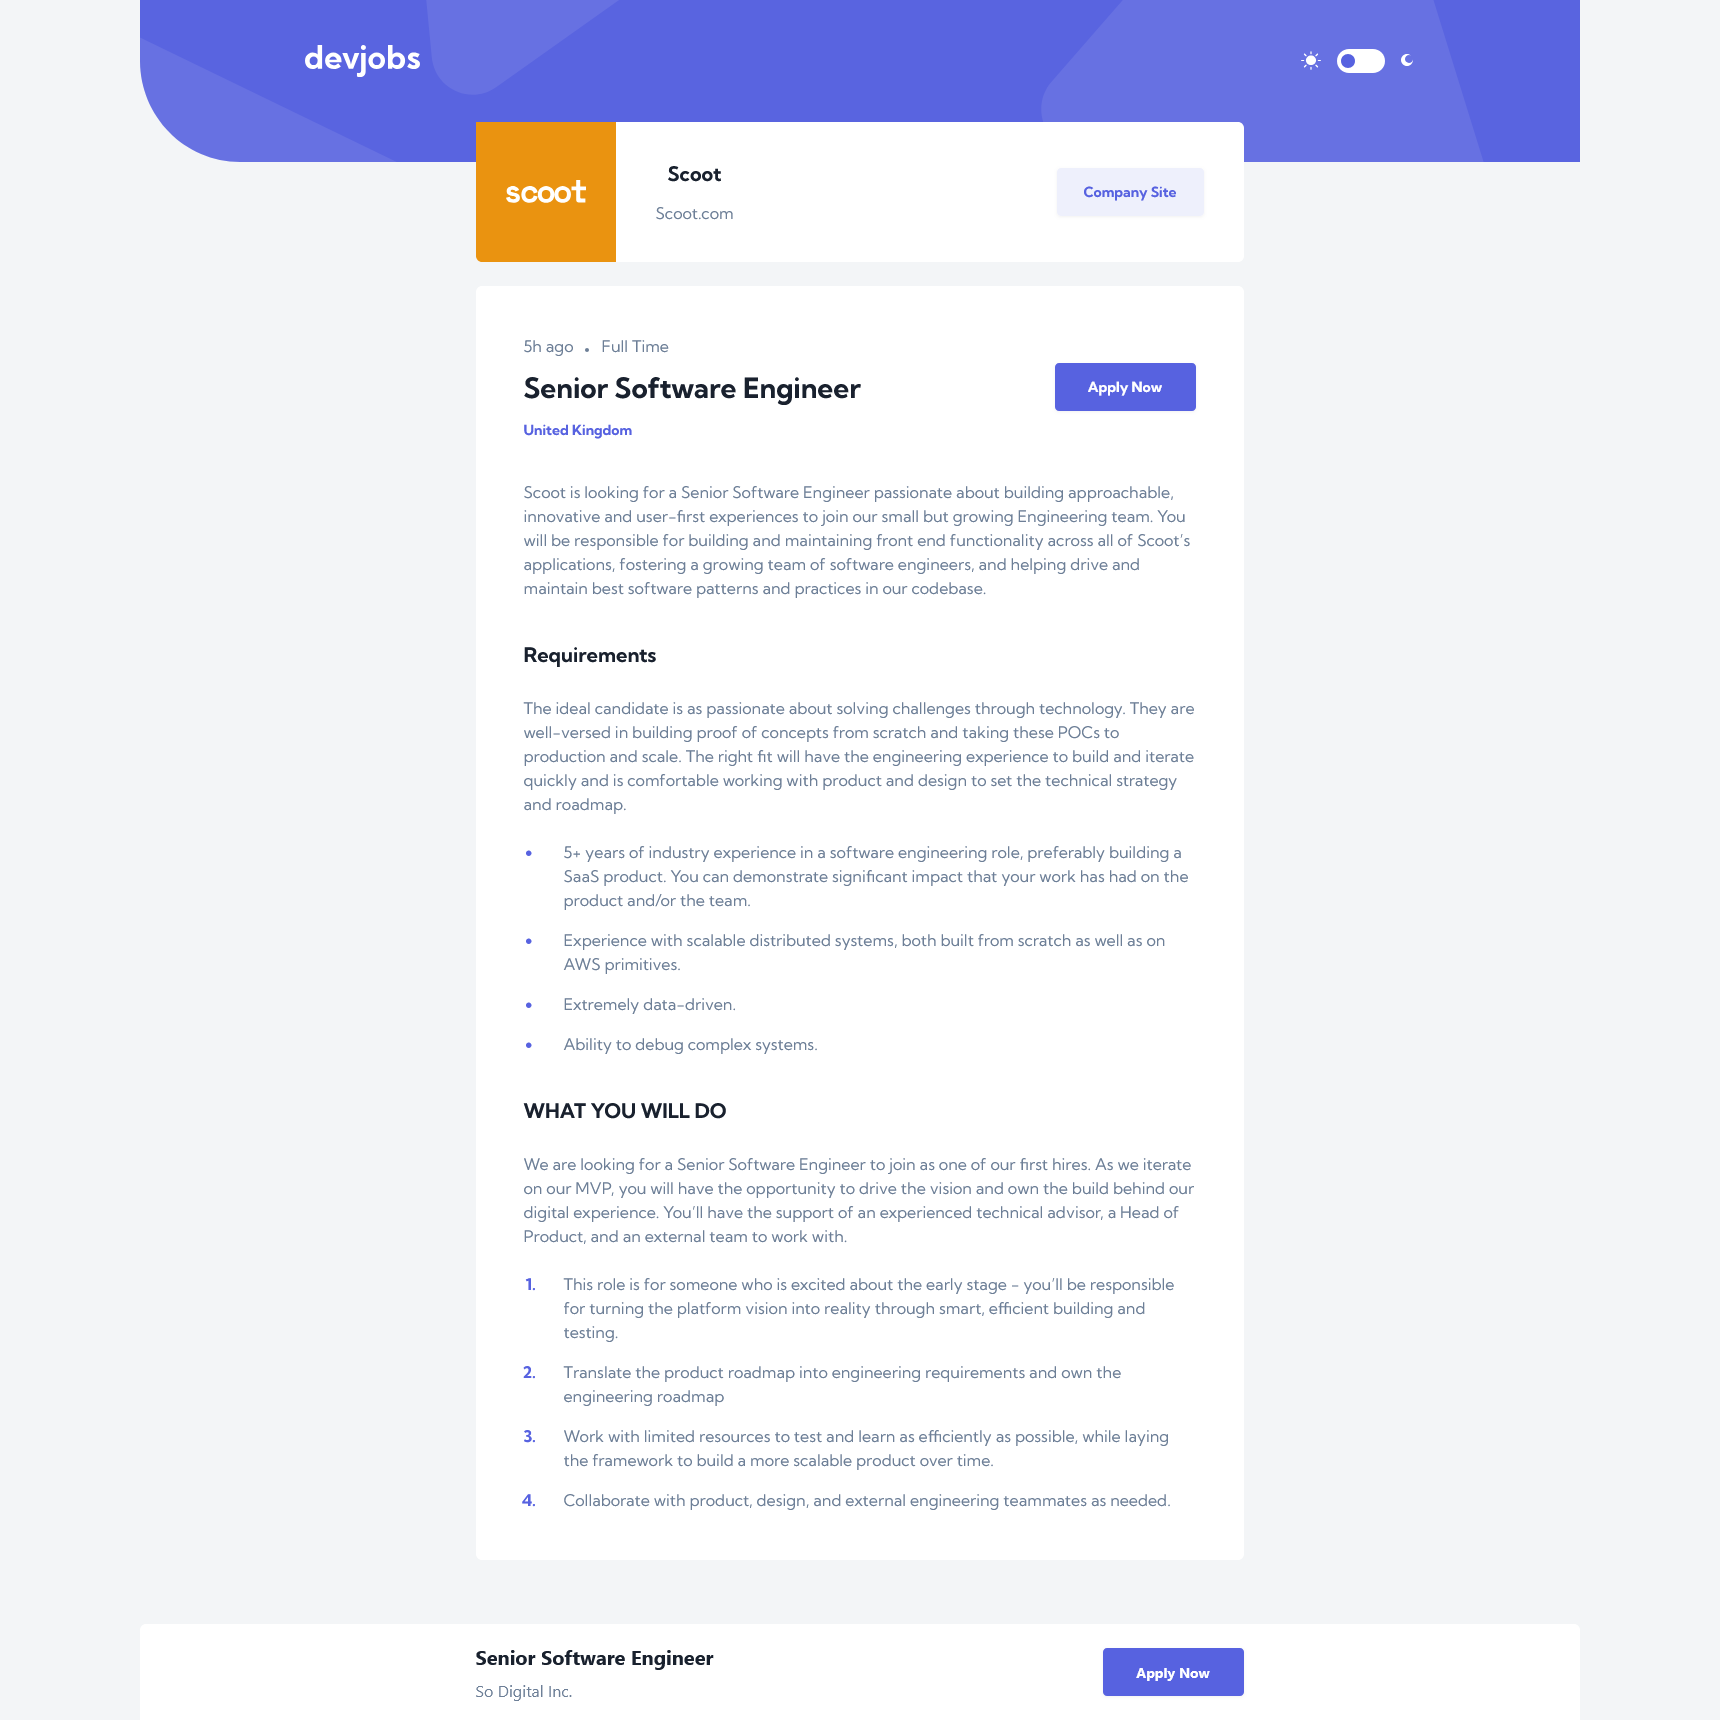 devjobs
scoot
Scoot
Scoot.com
Company Site
5h ago • Full Time
Senior Software Engineer
Apply Now
United Kingdom
Scoot is looking for a Senior Software Engineer passionate about building approachable,
innovative and user-first experiences to join our small but growing Engineering team. You
will be responsible for building and maintaining front end functionality across all of Scoot’s
applications, fostering a growing team of software engineers, and helping drive and
maintain best software patterns and practices in our codebase.
Requirements
The ideal candidate is as passionate about solving challenges through technology. They are
well-versed in building proof of concepts from scratch and taking these POCs to
production and scale. The right fit will have the engineering experience to build and iterate
quickly and is comfortable working with product and design to set the technical strategy
and roadmap.
• 5+ years of industry experience in a software engineering role, preferably building a
SaaS product. You can demonstrate significant impact that your work has had on the
product and/or the team.
• Experience with scalable distributed systems, both built from scratch as well as on
AWS primitives.
• Extremely data-driven.
• Ability to debug complex systems.
WHAT YOU WILL DO
We are looking for a Senior Software Engineer to join as one of our first hires. As we iterate
on our MVP, you will have the opportunity to drive the vision and own the build behind our
digital experience. You’ll have the support of an experienced technical advisor, a Head of
Product, and an external team to work with.
1. This role is for someone who is excited about the early stage - you’ll be responsible
for turning the platform vision into reality through smart, efficient building and
testing.
2. Translate the product roadmap into engineering requirements and own the
engineering roadmap
3. Work with limited resources to test and learn as efficiently as possible, while laying
the framework to build a more scalable product over time.
4. Collaborate with product, design, and external engineering teammates as needed.
Senior Software Engineer
So Digital Inc.
Apply Now